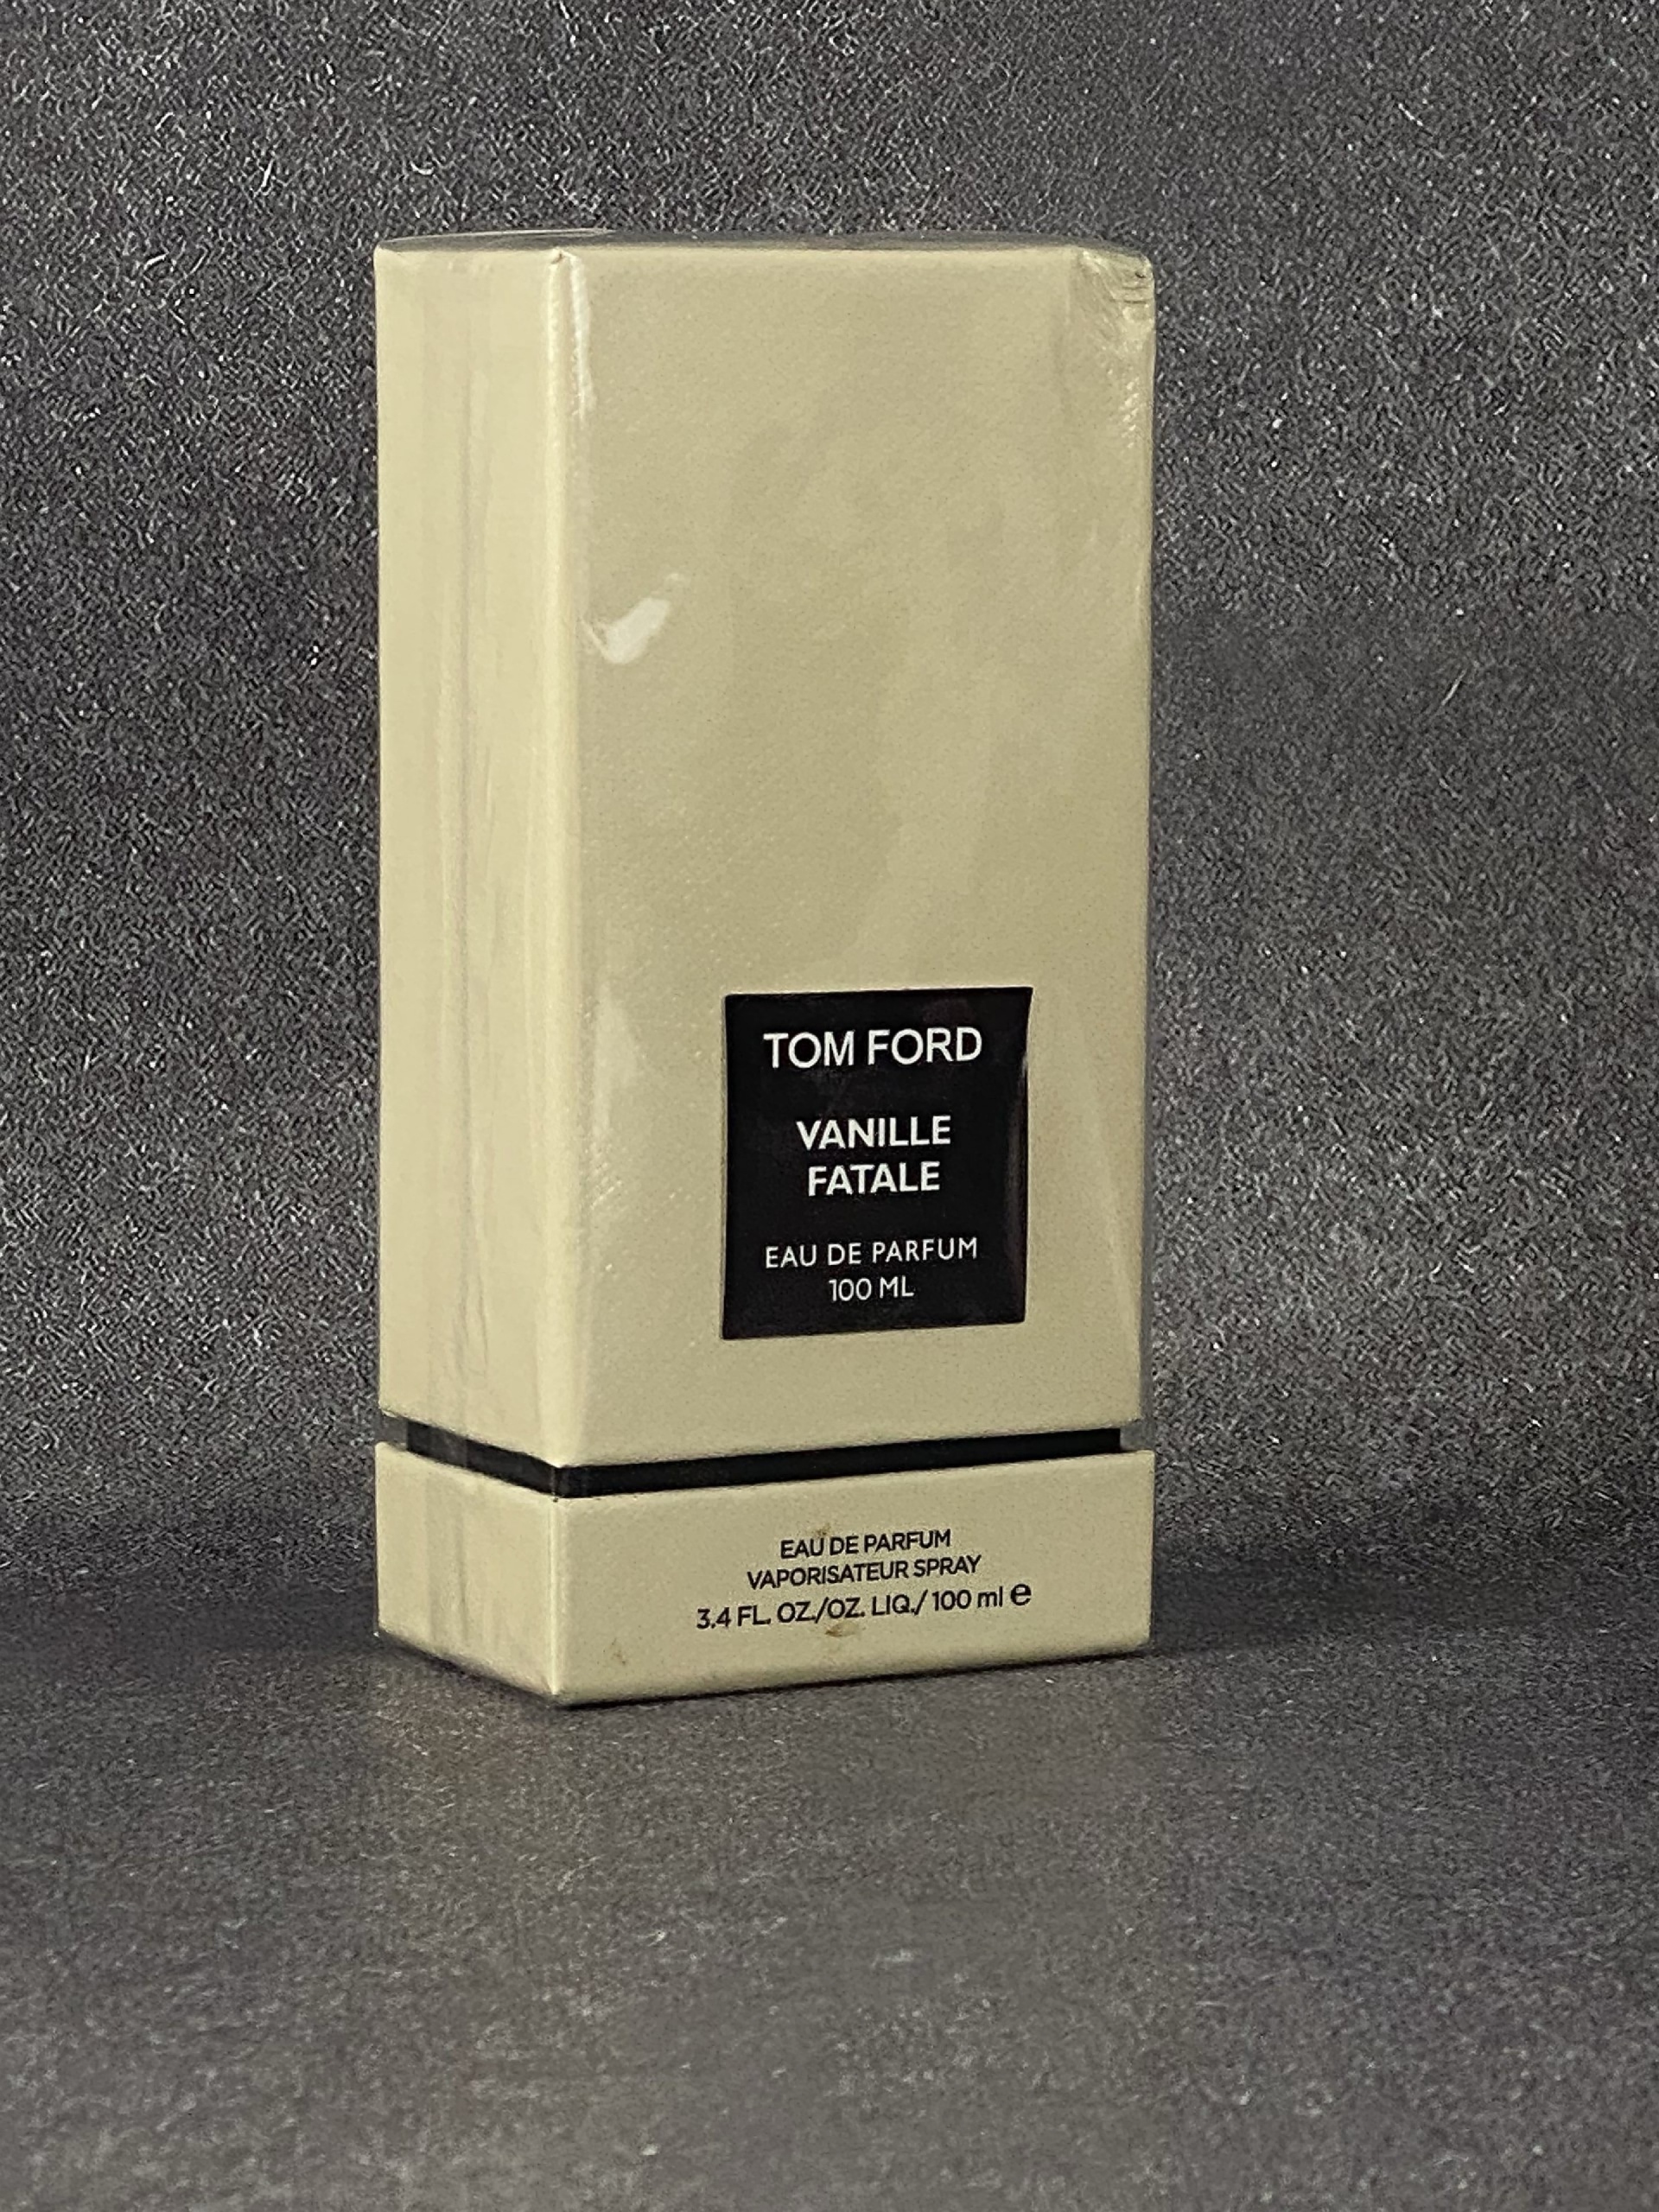 TOM FORD
VANILLE
FATALE
EAU DE PARFUM
100 ML
EAU DE PARFUM
VAPORISATEUR SPRAY
3.4 FL. OZ./OZ. LIQ./ 100 ml ℮